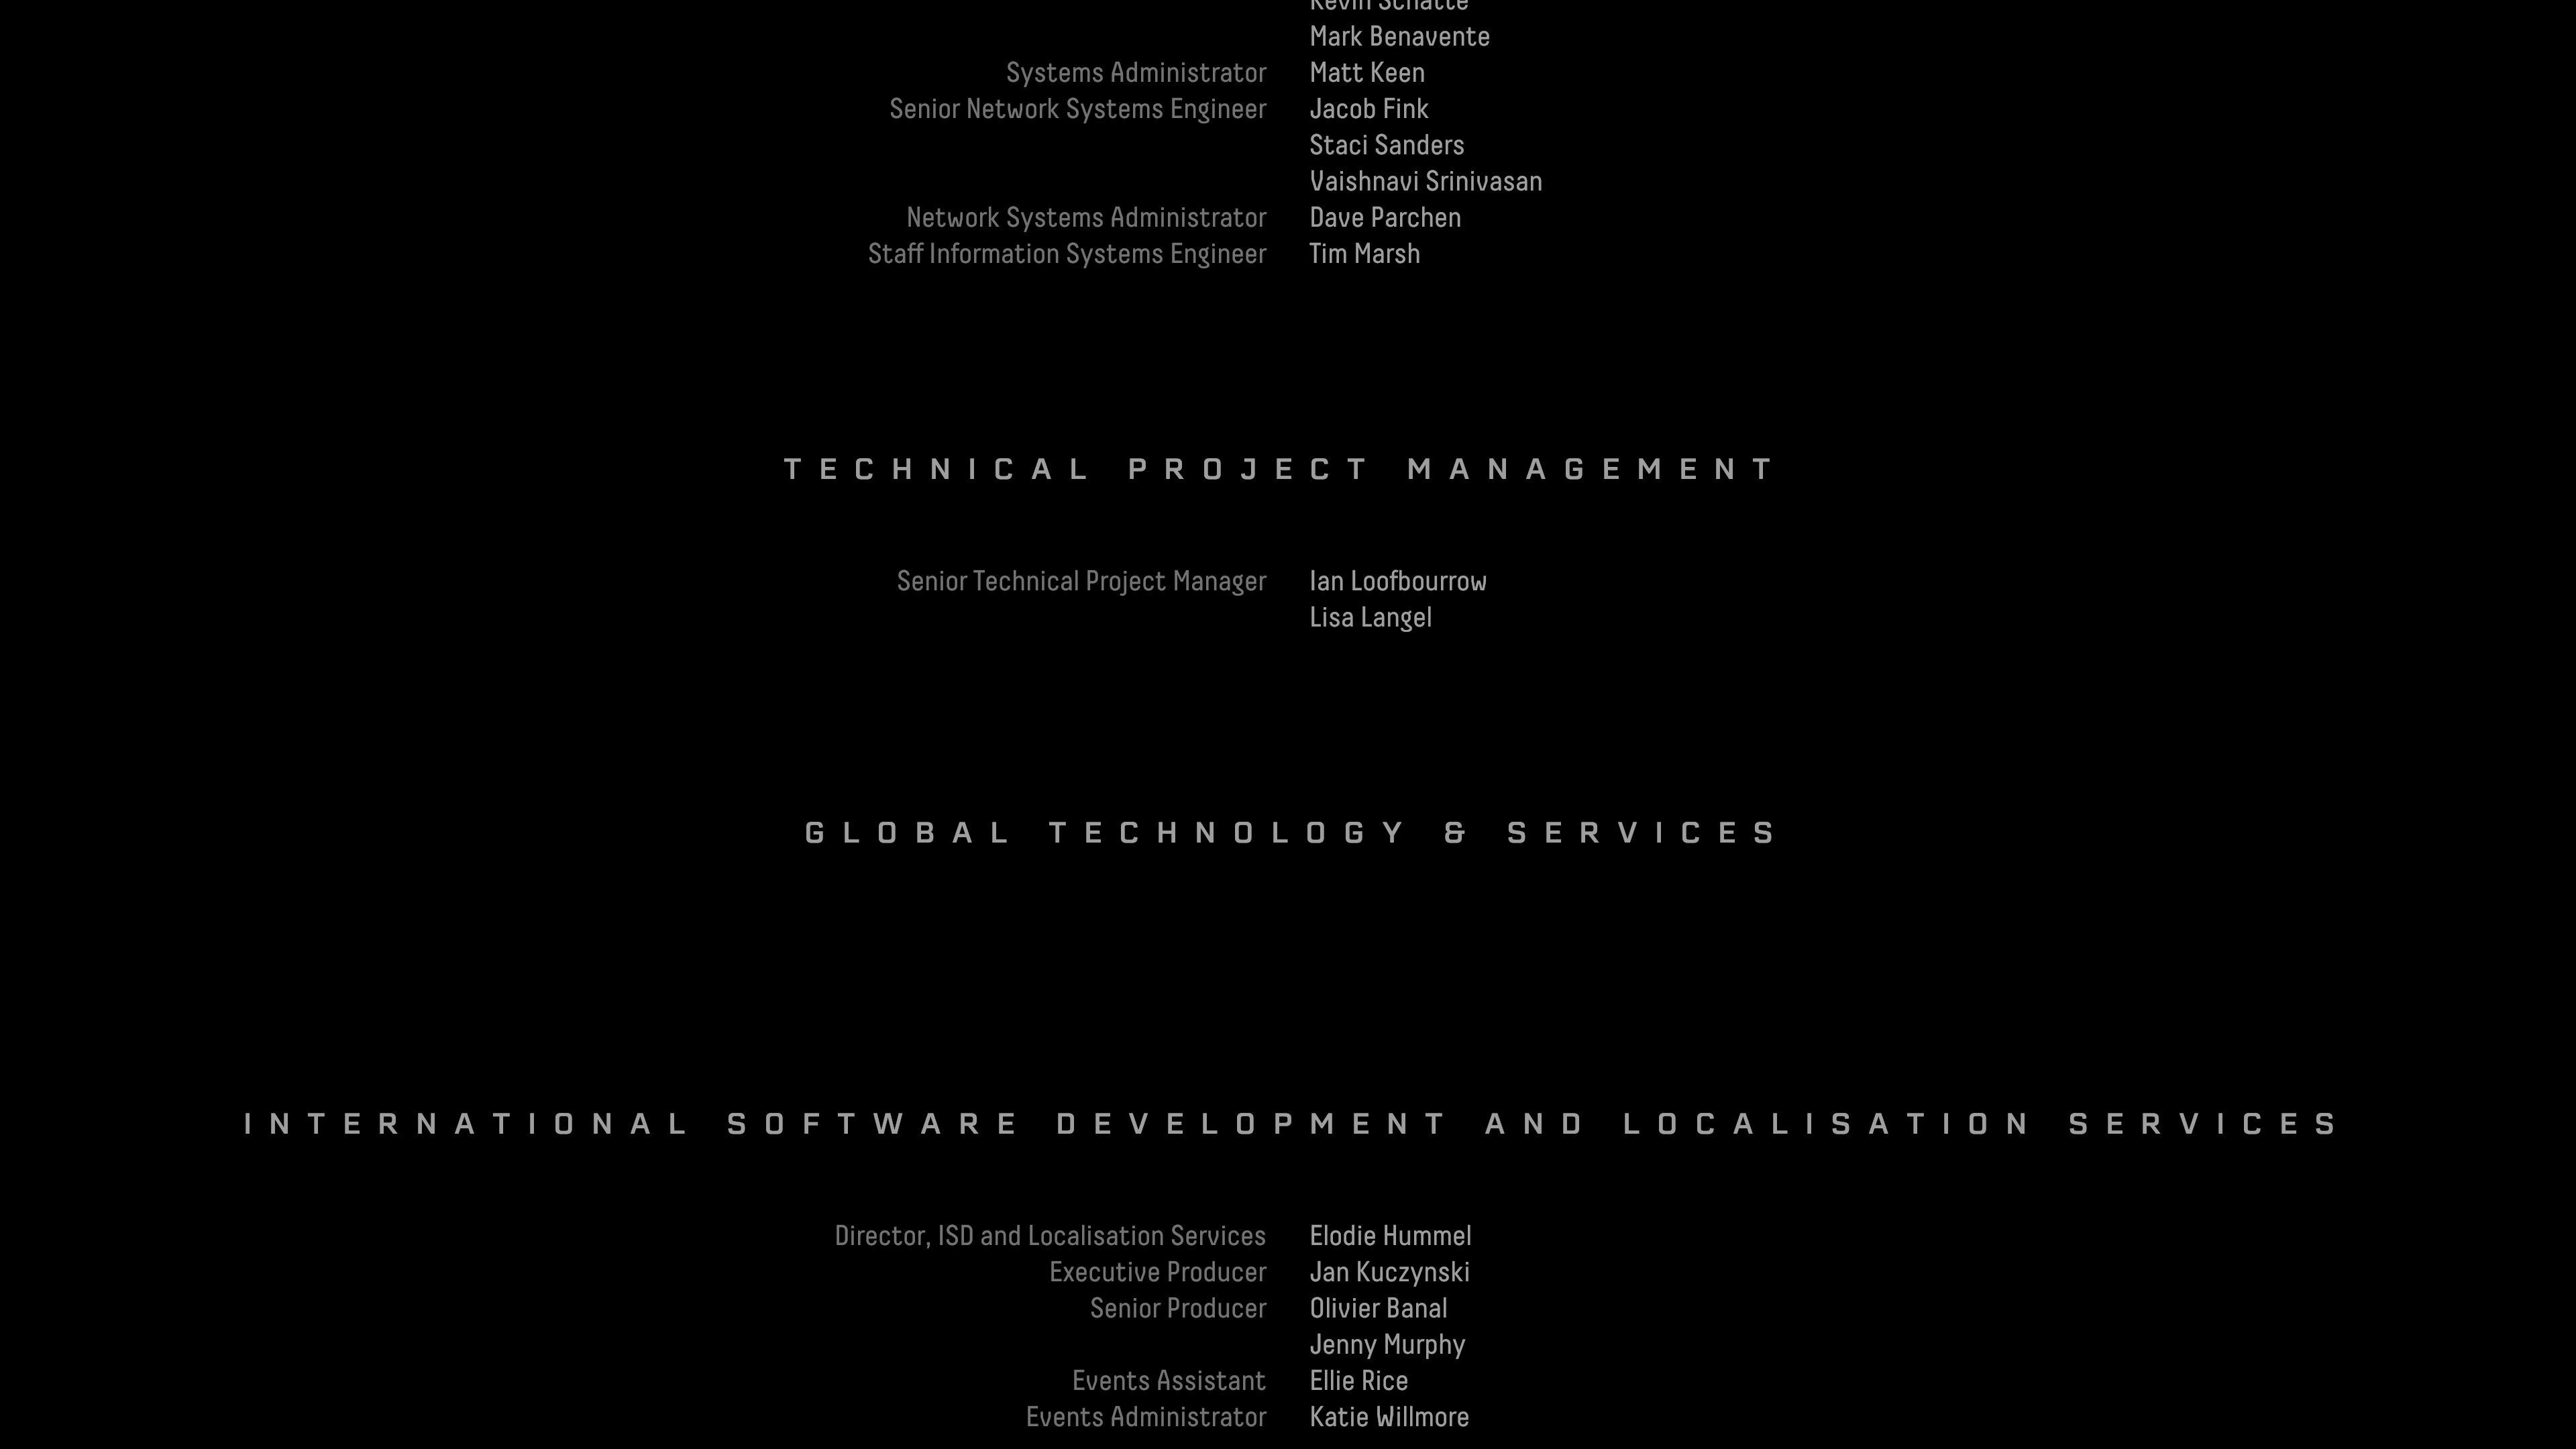 Kevin Schatte
Mark Benavente
Systems Administrator Matt Keen
Senior Network Systems Engineer Jacob Fink
Staci Sanders
Vaishnavi Srinivasan
Network Systems Administrator Dave Parchen
Staff Information Systems Engineer Tim Marsh
TECHNICAL PROJECT MANAGEMENT
Senior Technical Project Manager Ian Loofbourrow
Lisa Langel
GLOBAL TECHNOLOGY & SERVICES
INTERNATIONAL SOFTWARE DEVELOPMENT AND LOCALISATION SERVICES
Director, ISD and Localisation Services Elodie Hummel
Executive Producer Jan Kuczynski
Senior Producer Olivier Banal
Jenny Murphy
Events Assistant Ellie Rice
Events Administrator Katie Willmore